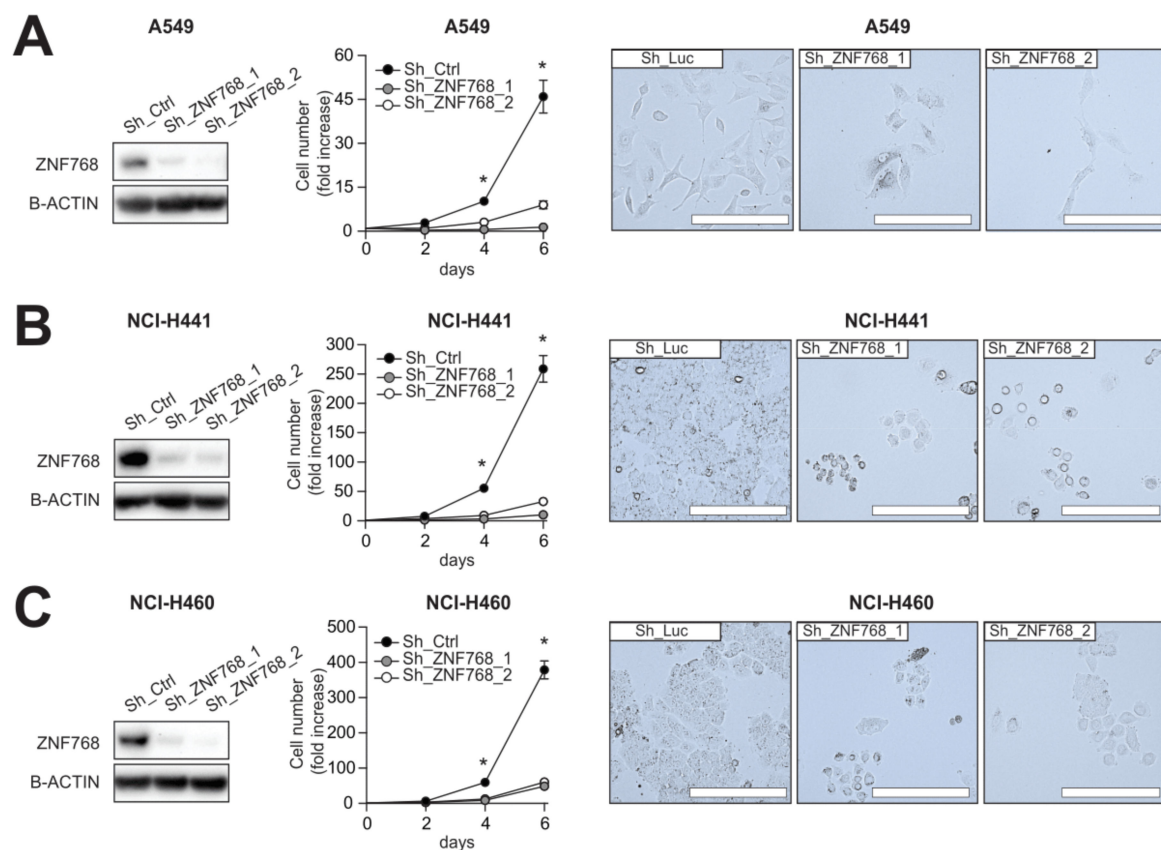 A
A549
Sh_Ctrl
Sh_ZNF768_1
Sh_ZNF768_2
ZNF768
B-ACTIN
A549
60
45
30
15
0
Cell number
(fold increase)
Sh_Ctrl
Sh_ZNF768_1
Sh_ZNF768_2
*
*
0 2 4 6
days
A549
Sh_Luc
Sh_ZNF768_1
Sh_ZNF768_2
B
NCI-H441
Sh_Ctrl
Sh_ZNF768_1
Sh_ZNF768_2
ZNF768
B-ACTIN
NCI-H441
300
250
200
150
100
50
0
Cell number
(fold increase)
Sh_Ctrl
Sh_ZNF768_1
Sh_ZNF768_2
*
*
0 2 4 6
days
NCI-H441
Sh_Luc
Sh_ZNF768_1
Sh_ZNF768_2
C
NCI-H460
Sh_Ctrl
Sh_ZNF768_1
Sh_ZNF768_2
ZNF768
B-ACTIN
NCI-H460
500
400
300
200
100
0
Cell number
(fold increase)
Sh_Ctrl
Sh_ZNF768_1
Sh_ZNF768_2
*
*
0 2 4 6
days
NCI-H460
Sh_Luc
Sh_ZNF768_1
Sh_ZNF768_2